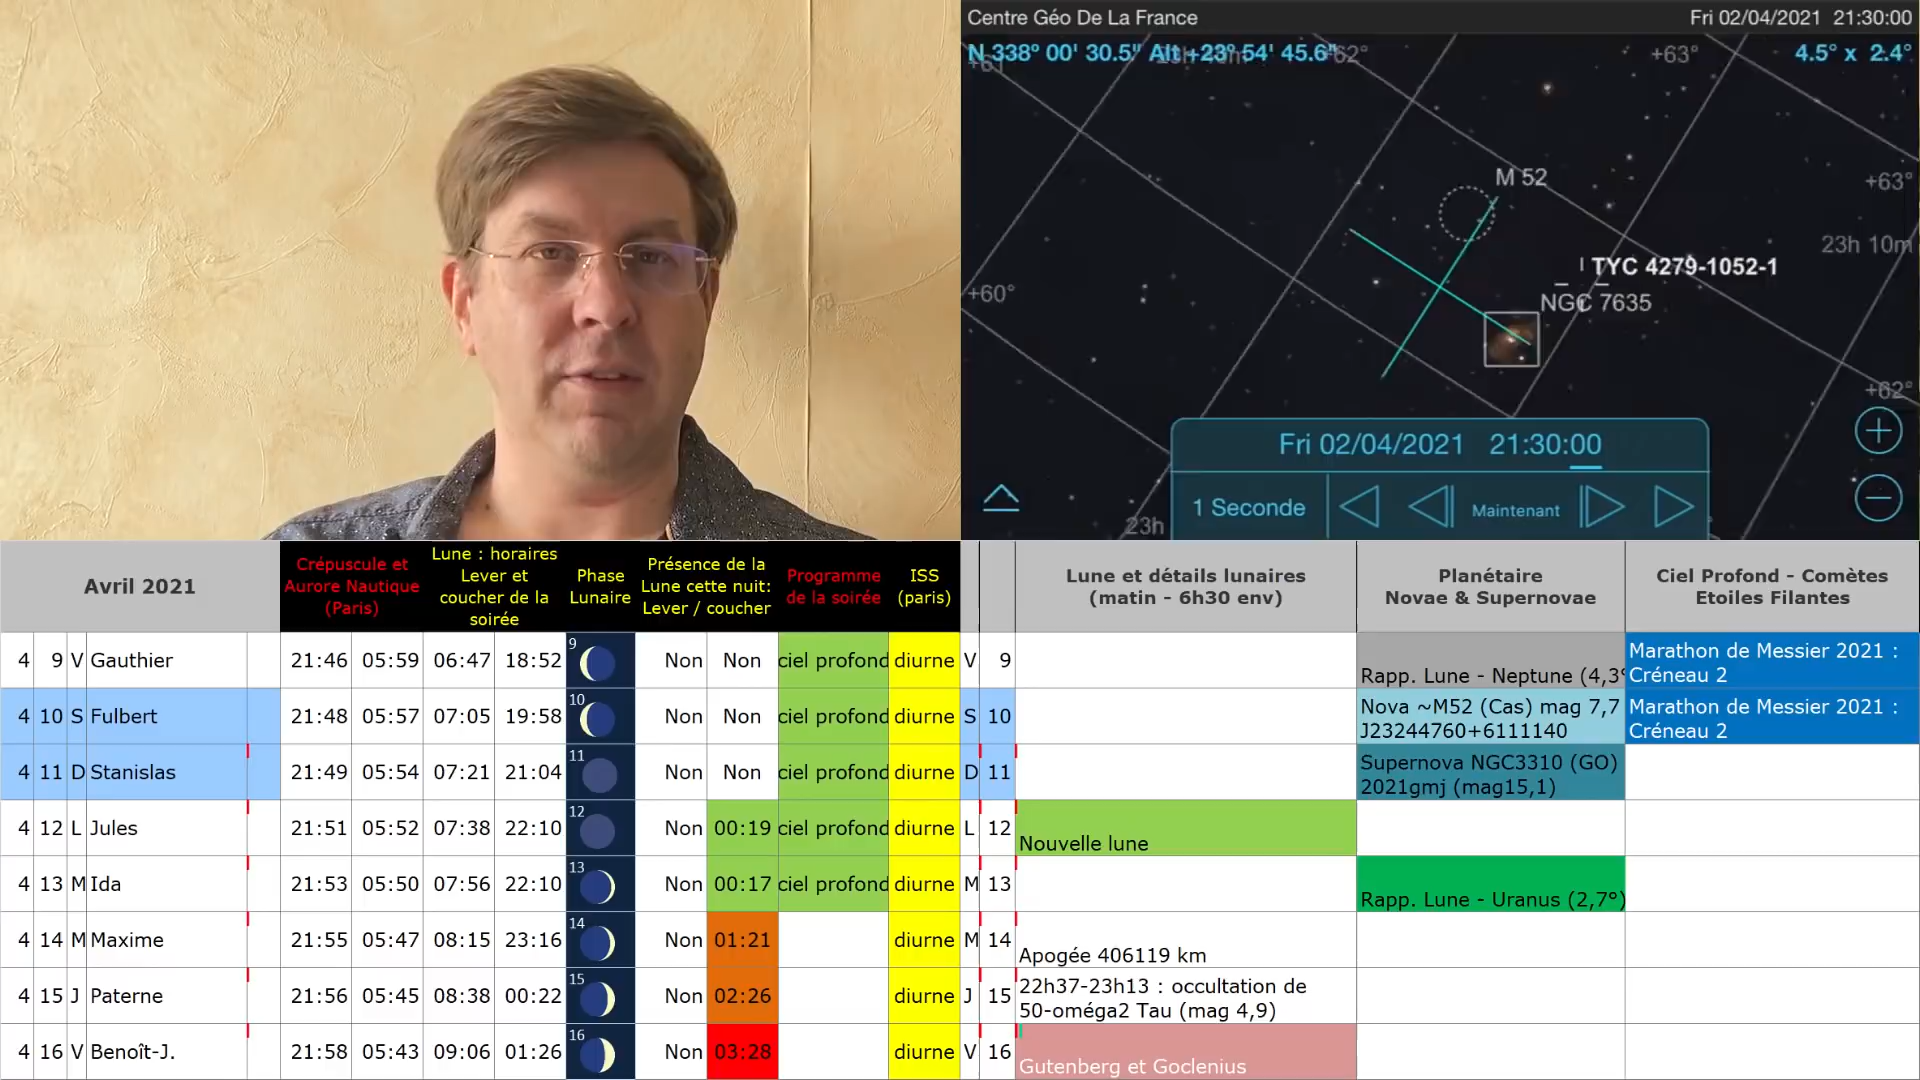 Centre Géo De La France
Fri 02/04/2021 21:30:00
N 338° 00' 30.5" Alt +23° 54' 45.6"
+62°
+63°
4.5° x 2.4°
+61°
M 52
+63°
23h 10m
TYC 4279-1052-1
+60°
NGC 7635
+62°
Fri 02/04/2021 21:30:00
1 Seconde
Maintenant
23h
Avril 2021
Crépuscule et
Aurore Nautique
(Paris)
Lune : horaires
Lever et
coucher de la
soirée
Phase
Lunaire
Présence de la
Lune cette nuit:
Lever / coucher
Programme
de la soirée
ISS
(paris)
Lune et détails lunaires
(matin - 6h30 env)
Planétaire
Novae & Supernovae
Ciel Profond - Comètes
Etoiles Filantes
4 9 V Gauthier 21:46 05:59 06:47 18:52 9 Non Non ciel profond diurne V 9 Rapp. Lune - Neptune (4,3°
Marathon de Messier 2021 :
Créneau 2
4 10 S Fulbert 21:48 05:57 07:05 19:58 10 Non Non ciel profond diurne S 10
Nova ~M52 (Cas) mag 7,7
J23244760+6111140
Marathon de Messier 2021 :
Créneau 2
4 11 D Stanislas 21:49 05:54 07:21 21:04 11 Non Non ciel profond diurne D 11
Supernova NGC3310 (GO)
2021gmj (mag15,1)
4 12 L Jules 21:51 05:52 07:38 22:10 12 Non 00:19 ciel profond diurne L 12 Nouvelle lune
4 13 M Ida 21:53 05:50 07:56 22:10 13 Non 00:17 ciel profond diurne M 13 Rapp. Lune - Uranus (2,7°)
4 14 M Maxime 21:55 05:47 08:15 23:16 14 Non 01:21 diurne M 14 Apogée 406119 km
4 15 J Paterne 21:56 05:45 08:38 00:22 15 Non 02:26 diurne J 15
22h37-23h13 : occultation de
50-oméga2 Tau (mag 4,9)
4 16 V Benoît-J. 21:58 05:43 09:06 01:26 16 Non 03:28 diurne V 16 Gutenberg et Goclenius